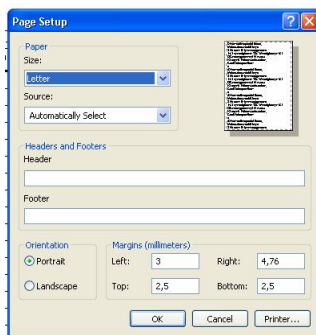 Page Setup
Paper
Size:
Letter
Source:
Automatically Select
Headers and Footers
Header
Footer
Orientation
Portrait
Landscape
Margins (millimeters)
Left: 3 Right: 4,76
Top: 2,5 Bottom: 2,5
OK Cancel Printer...